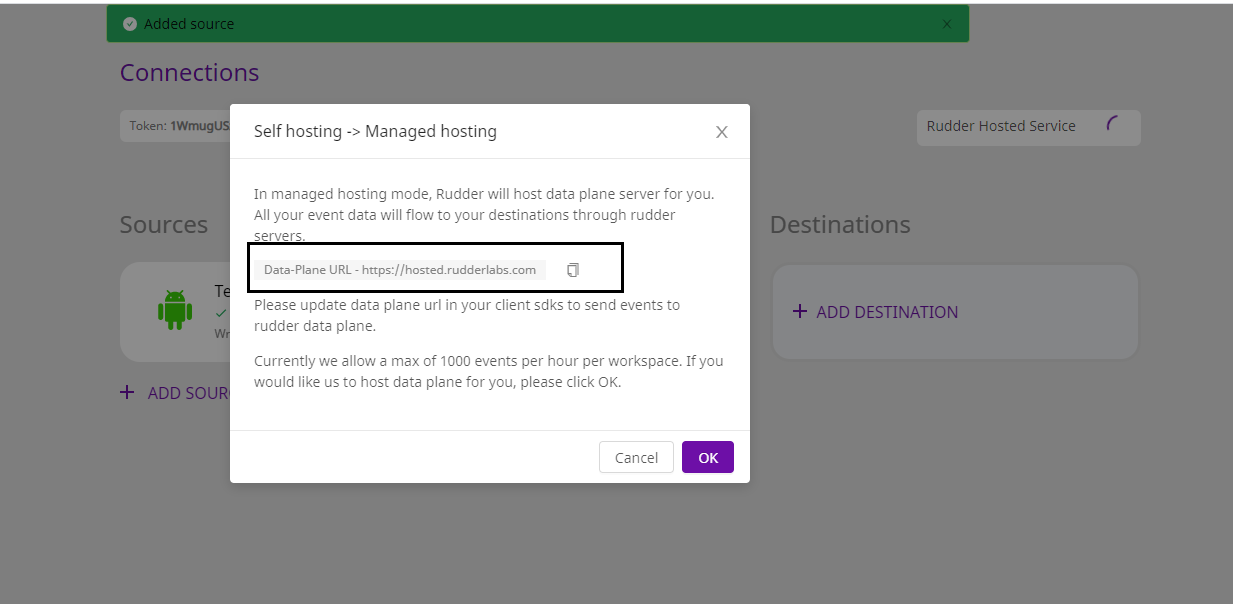 Added source
Connections
Token: 1WmugUS
Rudder Hosted Service
Self hosting -> Managed hosting
In managed hosting mode, Rudder will host data plane server for you.
All your event data will flow to your destinations through rudder
servers.
Data-Plane URL - https://hosted.rudderlabs.com
Please update data plane url in your client sdks to send events to
rudder data plane.
Currently we allow a max of 1000 events per hour per workspace. If you
would like us to host data plane for you, please click OK.
Cancel
OK
Sources
Te
Wr
ADD SOUR
Destinations
ADD DESTINATION